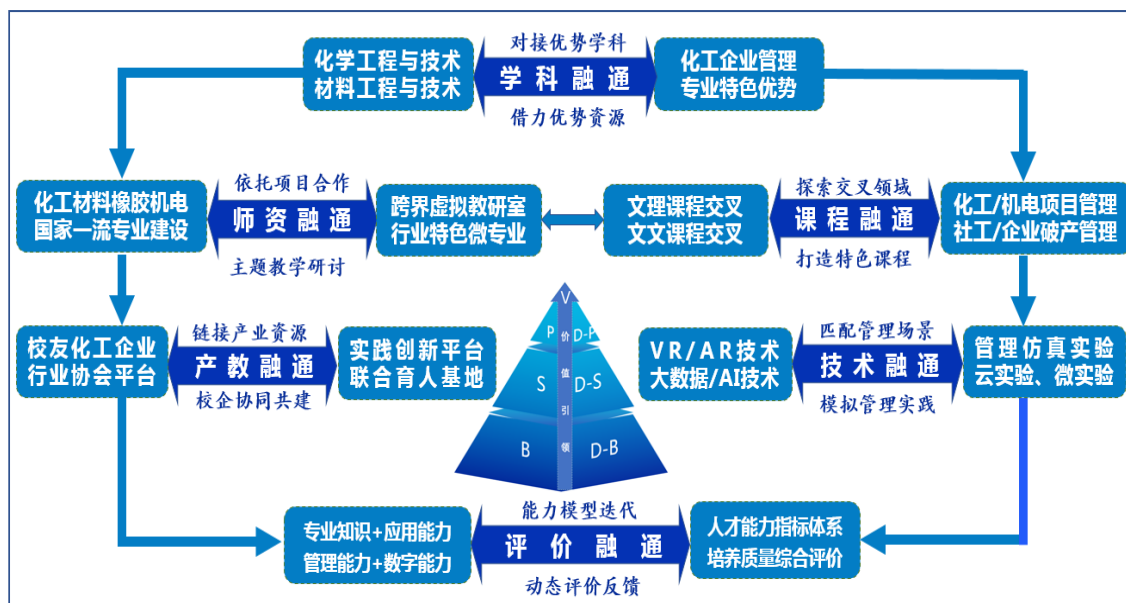 对接优势学科
化学工程与技术
材料工程与技术
学科融通
化工企业管理
专业特色优势
借力优势资源
化工材料橡胶机电
国家一流专业建设
依托项目合作
师资融通
主题教学研讨
跨界虚拟教研室
行业特色微专业
文理课程交叉
文文课程交叉
探索交叉领域
课程融通
打造特色课程
化工/机电项目管理
社工/企业破产管理
校友化工企业
行业协会平台
链接产业资源
产教融通
校企协同共建
实践创新平台
联合育人基地
V
P
D-P
S
D-S
B
D-B
价值引领
VR/AR技术
大数据/AI技术
匹配管理场景
技术融通
模拟管理实践
管理仿真实验
云实验、微实验
专业知识+应用能力
管理能力+数字能力
能力模型迭代
评价融通
动态评价反馈
人才能力指标体系
培养质量综合评价